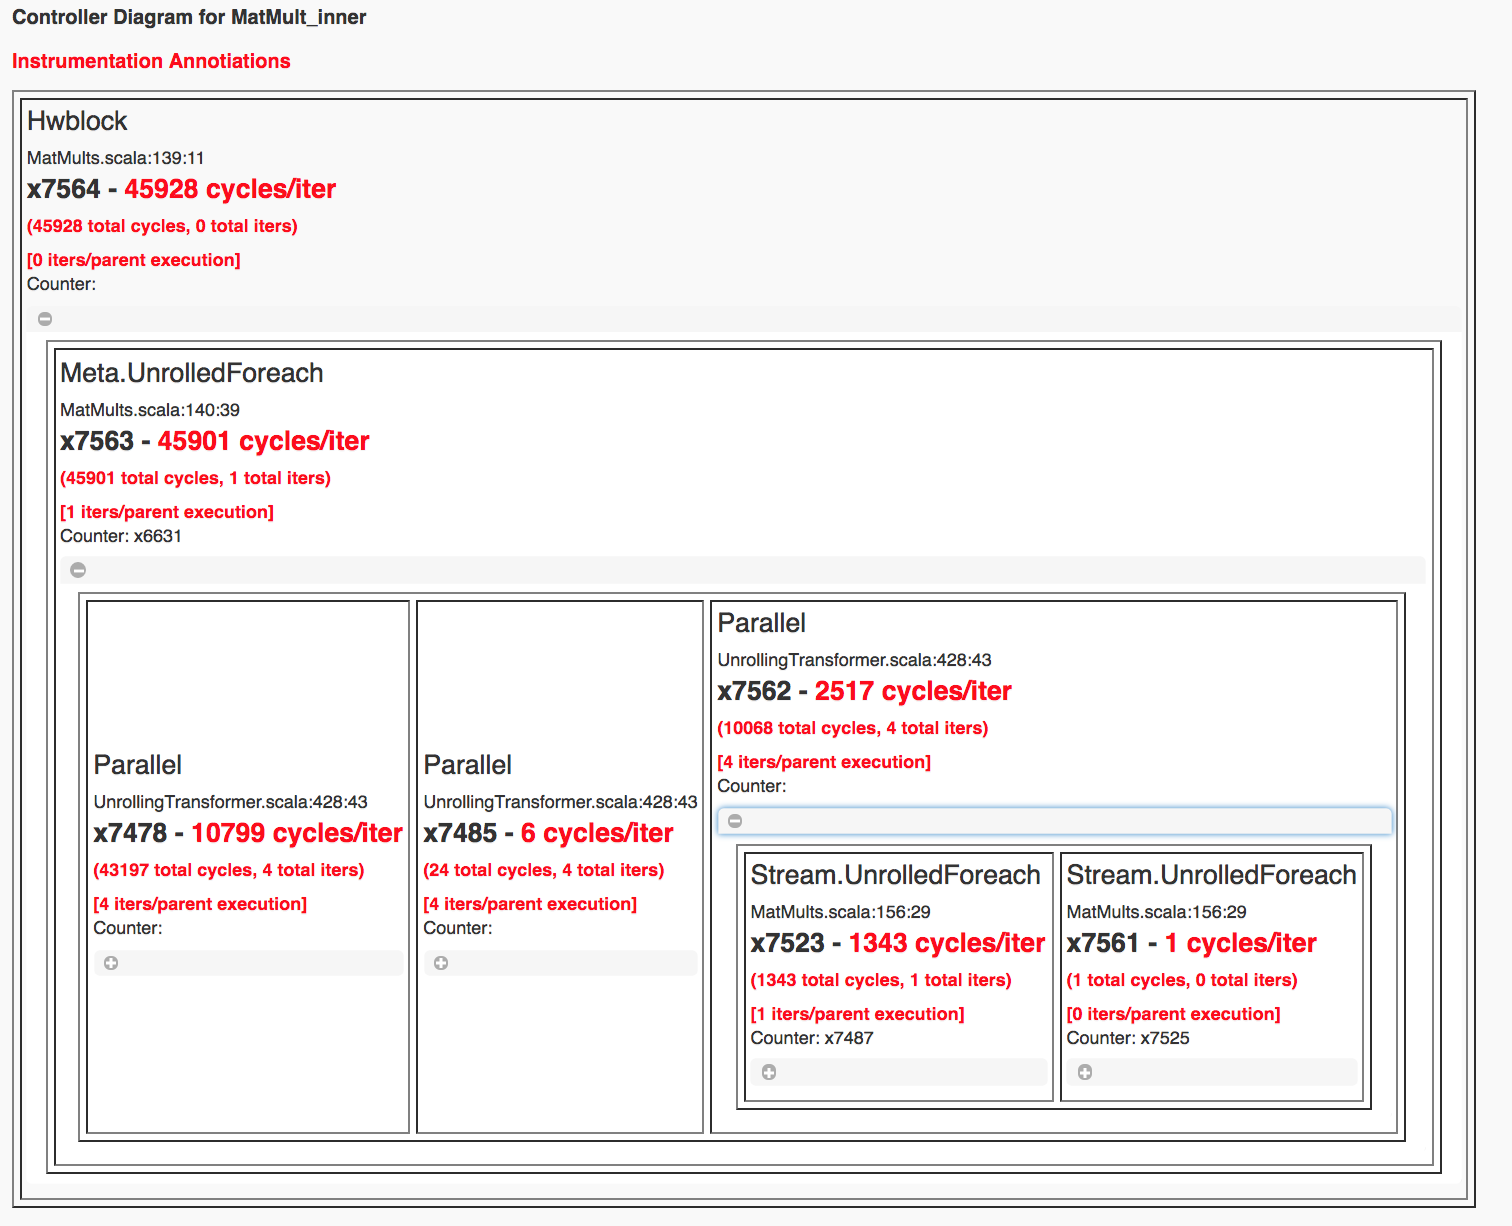 Controller Diagram for MatMult_inner
Instrumentation Annotiations
Hwblock
MatMults.scala:139:11
x7564 - 45928 cycles/iter
(45928 total cycles, 0 total iters)
[0 iters/parent execution]
Counter:
Meta.UnrolledForeach
MatMults.scala:140:39
x7563 - 45901 cycles/iter
(45901 total cycles, 1 total iters)
[1 iters/parent execution]
Counter: x6631
Parallel
UnrollingTransformer.scala:428:43
x7478 - 10799 cycles/iter
(43197 total cycles, 4 total iters)
[4 iters/parent execution]
Counter:
Parallel
UnrollingTransformer.scala:428:43
x7485 - 6 cycles/iter
(24 total cycles, 4 total iters)
[4 iters/parent execution]
Counter:
Parallel
UnrollingTransformer.scala:428:43
x7562 - 2517 cycles/iter
(10068 total cycles, 4 total iters)
[4 iters/parent execution]
Counter:
Stream.UnrolledForeach
MatMults.scala:156:29
x7523 - 1343 cycles/iter
(1343 total cycles, 1 total iters)
[1 iters/parent execution]
Counter: x7487
Stream.UnrolledForeach
MatMults.scala:156:29
x7561 - 1 cycles/iter
(1 total cycles, 0 total iters)
[0 iters/parent execution]
Counter: x7525